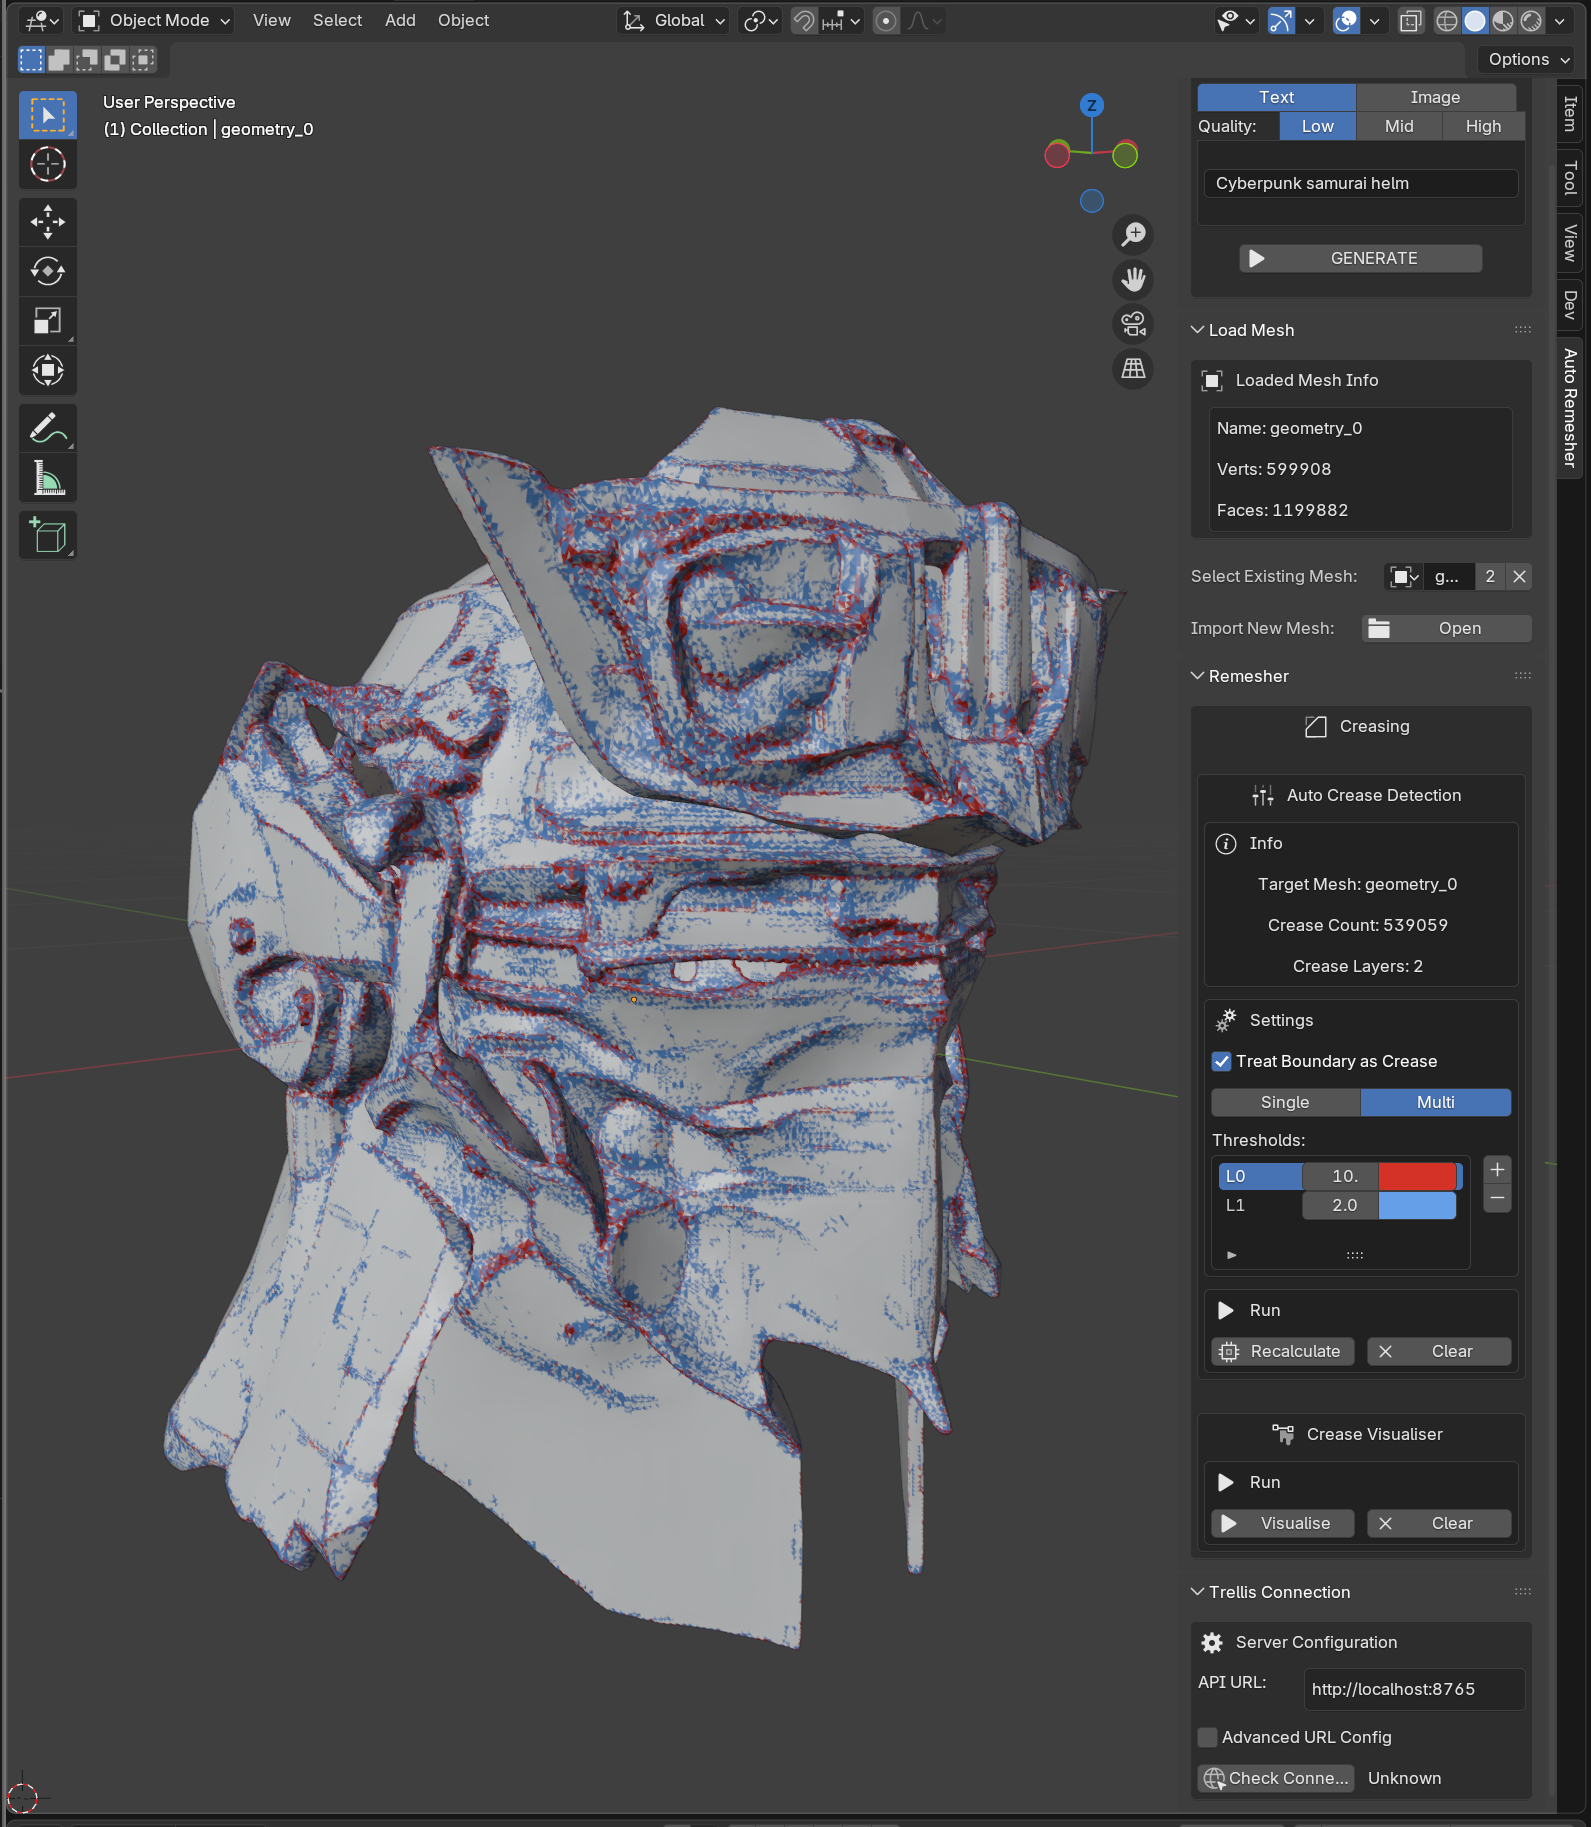 Object Mode
View
Select
Add
Object
Global
Options
User Perspective
(1) Collection | geometry_0
Z
Text
Image
Quality:
Low
Mid
High
Cyberpunk samurai helm
GENERATE
Load Mesh
Loaded Mesh Info
Name: geometry_0
Verts: 599908
Faces: 1199882
Select Existing Mesh:
g...
2
Import New Mesh:
Open
Remesher
Creasing
Auto Crease Detection
Info
Target Mesh: geometry_0
Crease Count: 539059
Crease Layers: 2
Settings
Treat Boundary as Crease
Single
Multi
Thresholds:
L0
10.
L1
2.0
Run
Recalculate
Clear
Crease Visualiser
Run
Visualise
Clear
Trellis Connection
Server Configuration
API URL:
http://localhost:8765
Advanced URL Config
Check Conne...
Unknown
Item
Tool
View
Dev
Auto Remesher